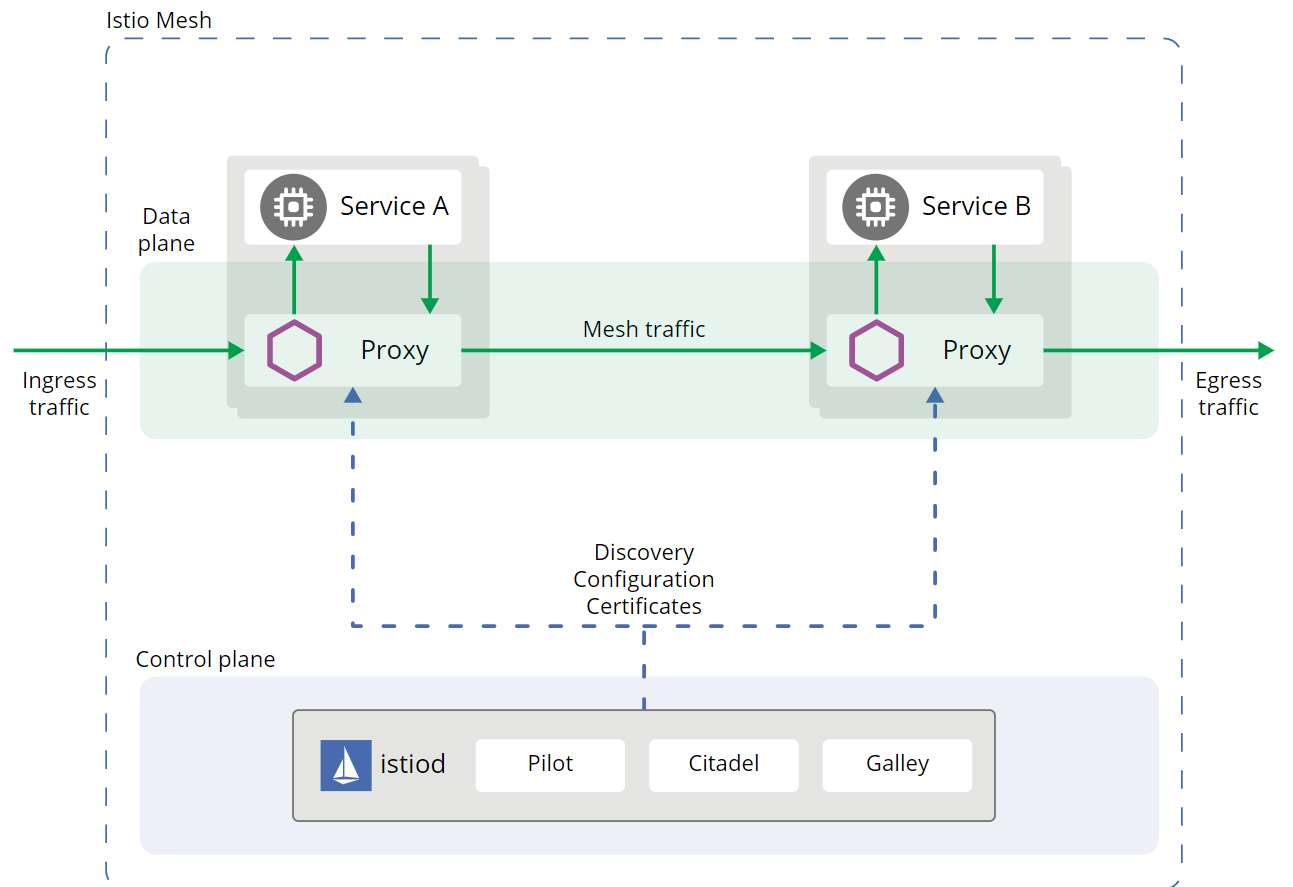 Istio Mesh
Data
plane
Service A
Service B
Proxy
Mesh traffic
Proxy
Ingress
traffic
Egress
traffic
Discovery
Configuration
Certificates
Control plane
istiod
Pilot
Citadel
Galley